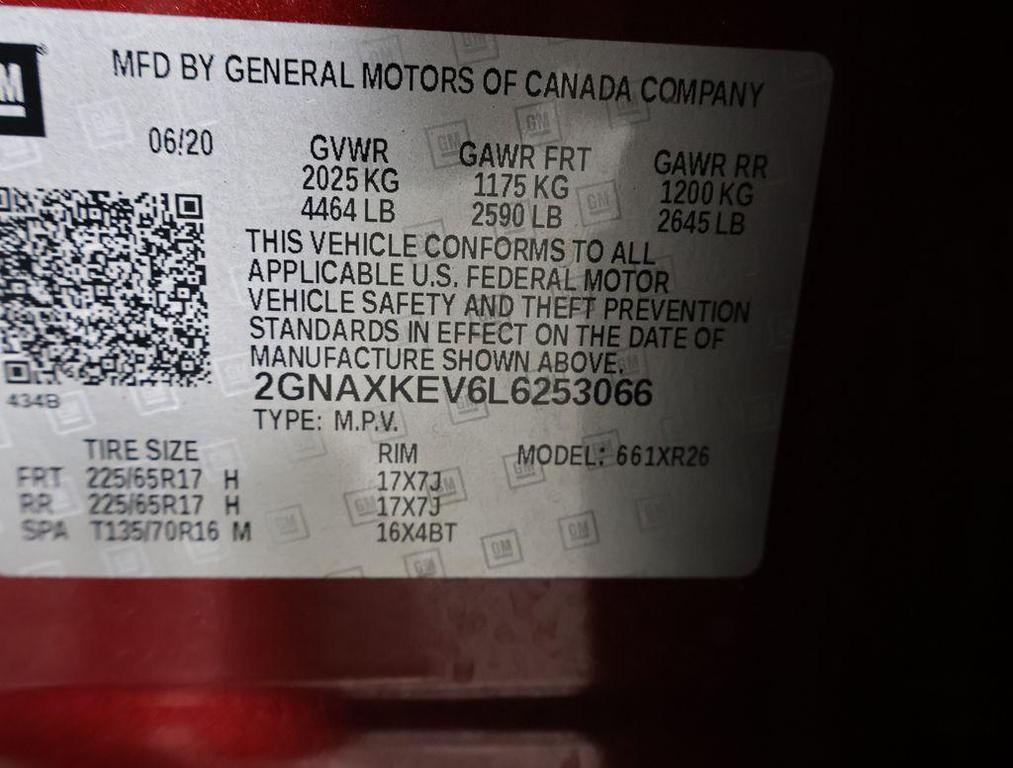 GM
MFD BY GENERAL MOTORS OF CANADA COMPANY
06/20 GVWR GAWR FRT GAWR RR
2025 KG 1175 KG 1200 KG
4464 LB 2590 LB 2645 LB
THIS VEHICLE CONFORMS TO ALL
APPLICABLE U.S. FEDERAL MOTOR
VEHICLE SAFETY AND THEFT PREVENTION
STANDARDS IN EFFECT ON THE DATE OF
MANUFACTURE SHOWN ABOVE.
2GNAXKEV6L6253066
434B
TYPE: M.P.V.
TIRE SIZE RIM MODEL: 661XR26
FRT 225/65R17 H 17X7J
RR 225/65R17 H 17X7J
SPA T135/70R16 M 16X4BT